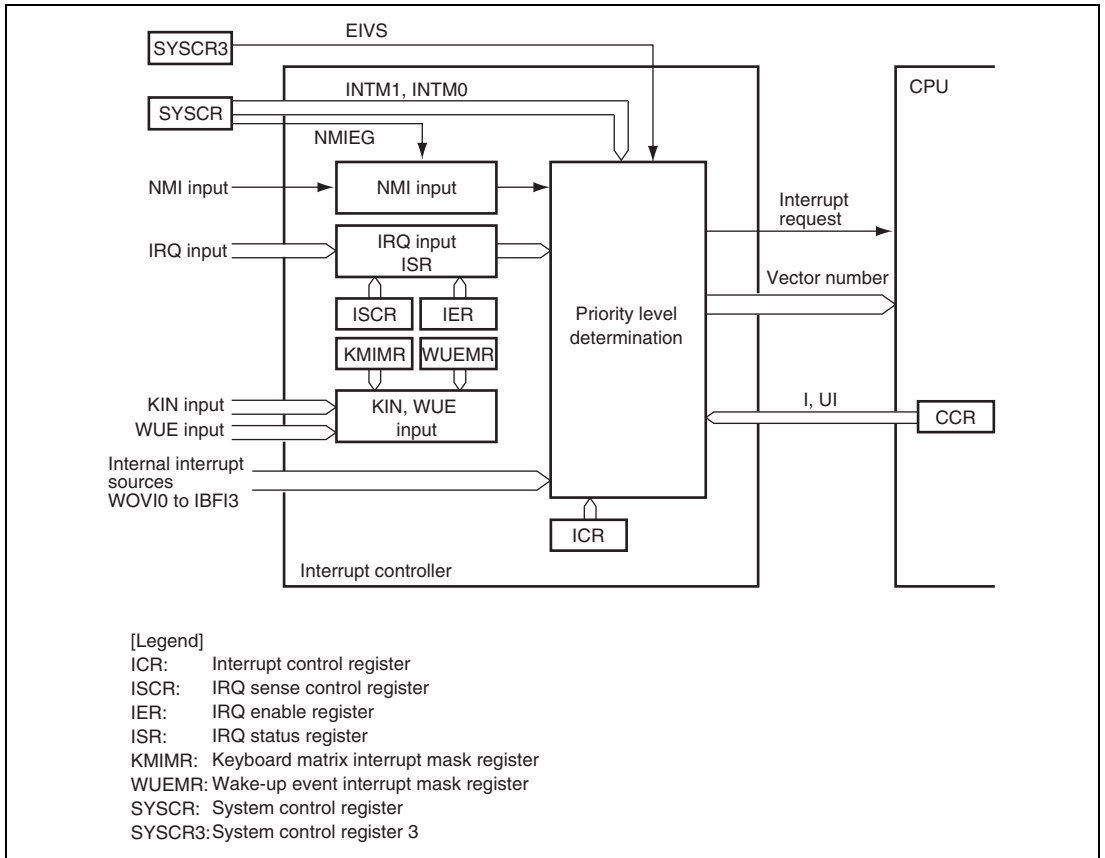 EIVS
SYSCR3
INTM1, INTM0
CPU
SYSCR
NMIEG
NMI input
NMI input
Interrupt
request
IRQ input
IRQ input
ISR
Vector number
ISCR
IER
Priority level
determination
KMIMR
WUEMR
KIN input
WUE input
KIN, WUE
input
I, UI
CCR
Internal interrupt
sources
WOVI0 to IBFI3
ICR
Interrupt controller
[Legend]
ICR: Interrupt control register
ISCR: IRQ sense control register
IER: IRQ enable register
ISR: IRQ status register
KMIMR: Keyboard matrix interrupt mask register
WUEMR: Wake-up event interrupt mask register
SYSCR: System control register
SYSCR3: System control register 3